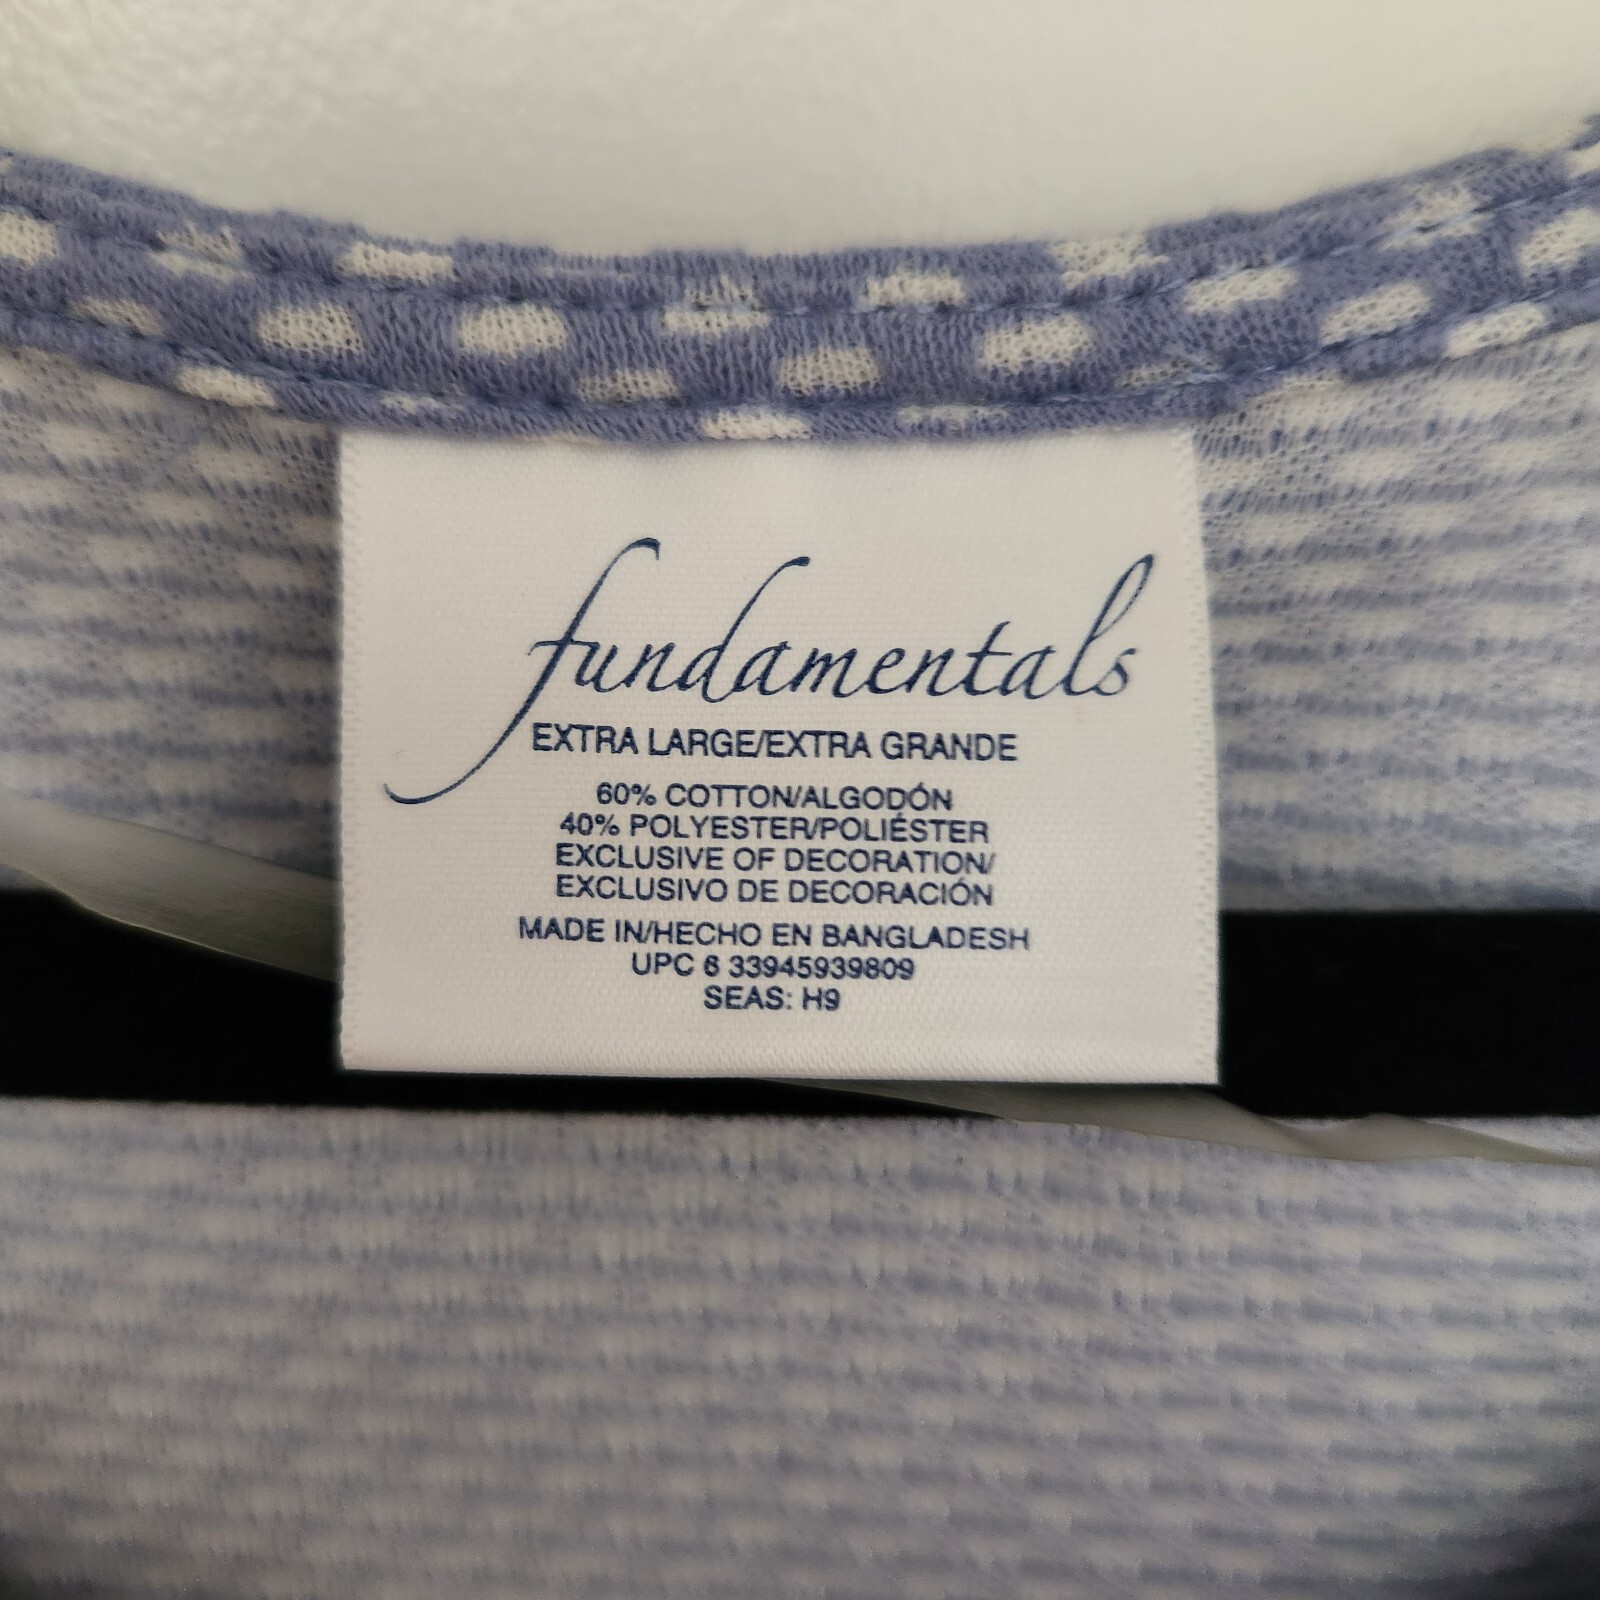 fundamentals
EXTRA LARGE/EXTRA GRANDE
60% COTTON/ALGODÓN
40% POLYESTER/POLIÉSTER
EXCLUSIVE OF DECORATION/
EXCLUSIVO DE DECORACIÓN
MADE IN/HECHO EN BANGLADESH
UPC 6 33945939809
SEAS: H9